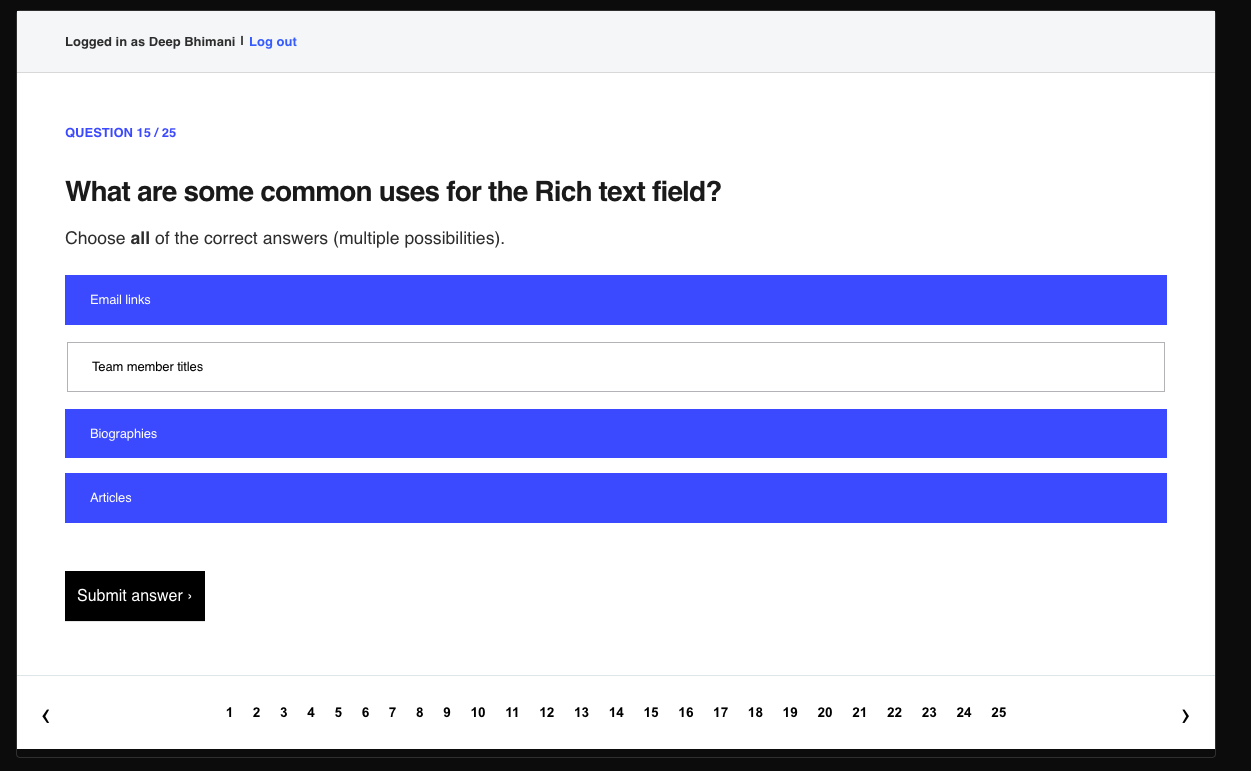 Logged in as Deep Bhimani | Log out
QUESTION 15 / 25
What are some common uses for the Rich text field?
Choose all of the correct answers (multiple possibilities).
Email links
Team member titles
Biographies
Articles
Submit answer ›
❮ 1 2 3 4 5 6 7 8 9 10 11 12 13 14 15 16 17 18 19 20 21 22 23 24 25 ❯